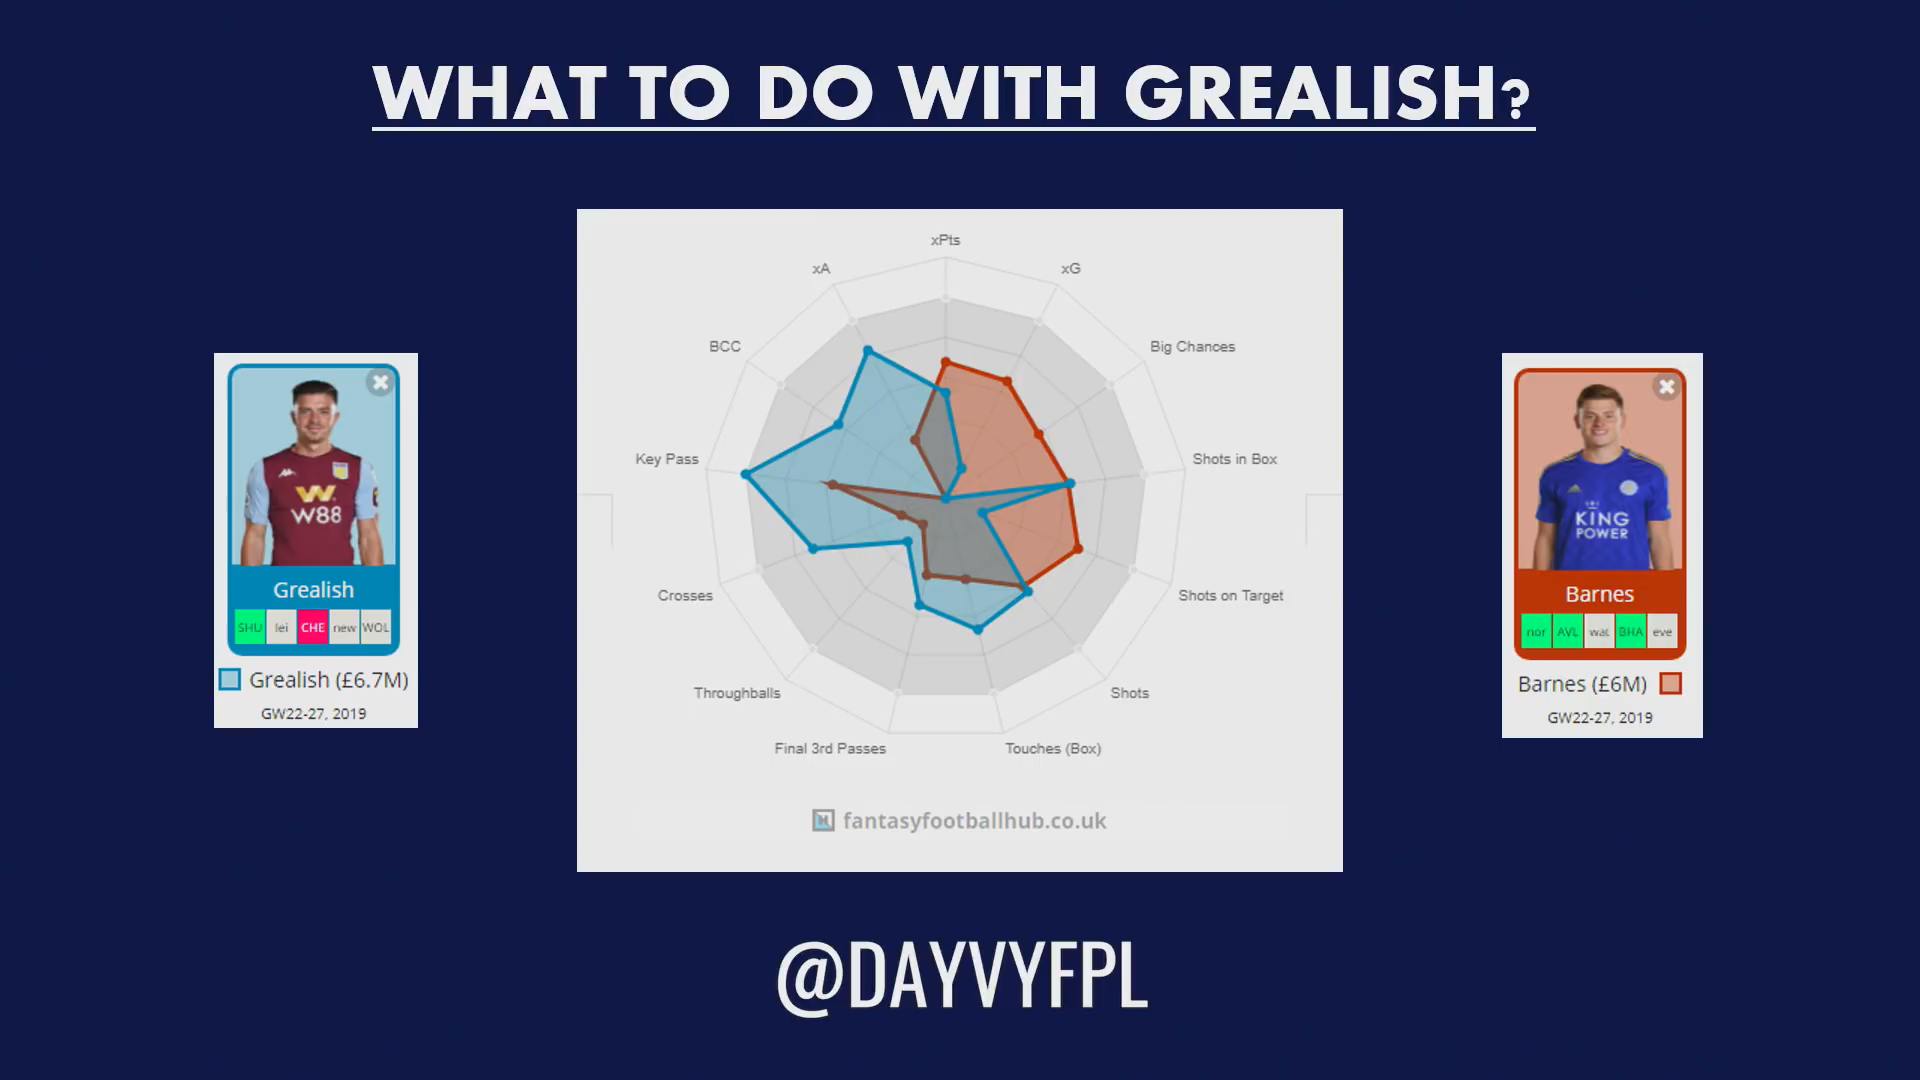 WHAT TO DO WITH GREALISH?
xPts
xA
xG
BCC
Big Chances
Key Pass
Shots in Box
Crosses
Shots on Target
Throughballs
Shots
Final 3rd Passes
Touches (Box)
fantasyfootballhub.co.uk
W88
Grealish
SHU lei CHE new WOL
Grealish (£6.7M)
GW22-27, 2019
KING
POWER
Barnes
nor AVL wat BHA eve
Barnes (£6M)
GW22-27, 2019
@DAYVYFPL